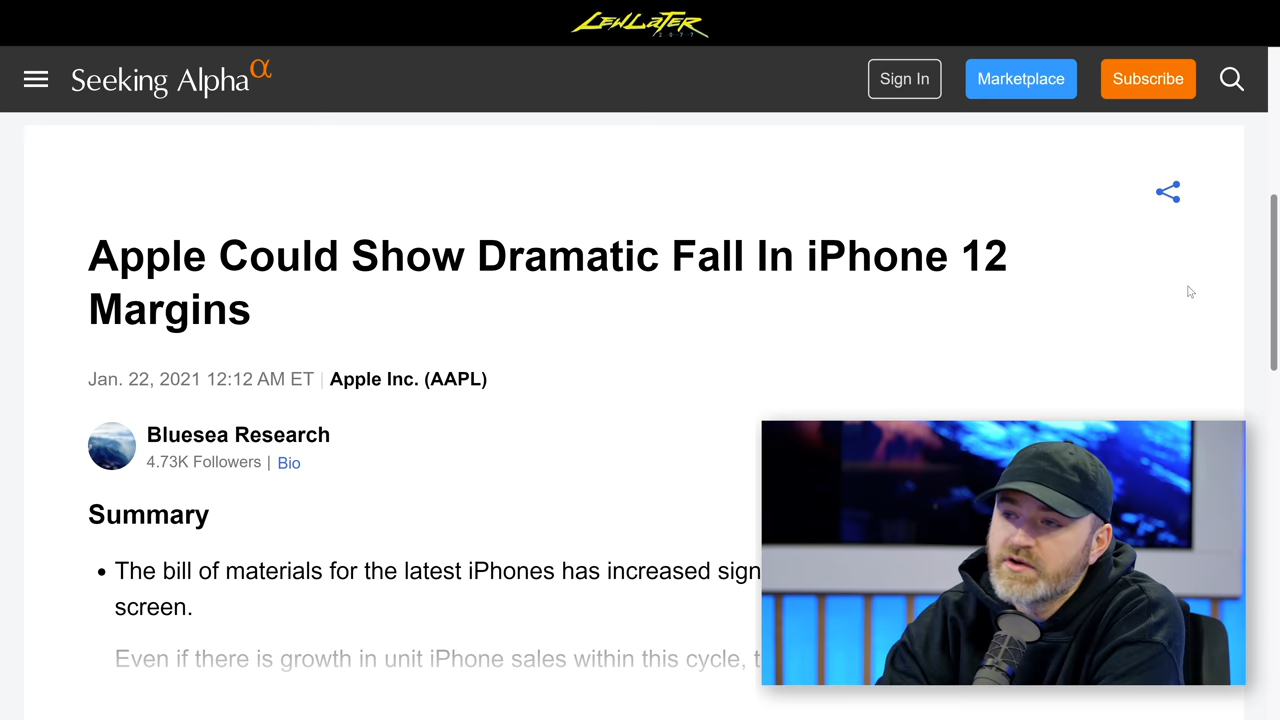 LEWLATER
2077
Seeking Alpha α
Sign In
Marketplace
Subscribe
Apple Could Show Dramatic Fall In iPhone 12
Margins
Jan. 22, 2021 12:12 AM ET | Apple Inc. (AAPL)
Bluesea Research
4.73K Followers | Bio
Summary
• The bill of materials for the latest iPhones has increased sign
screen.
Even if there is growth in unit iPhone sales within this cycle, t